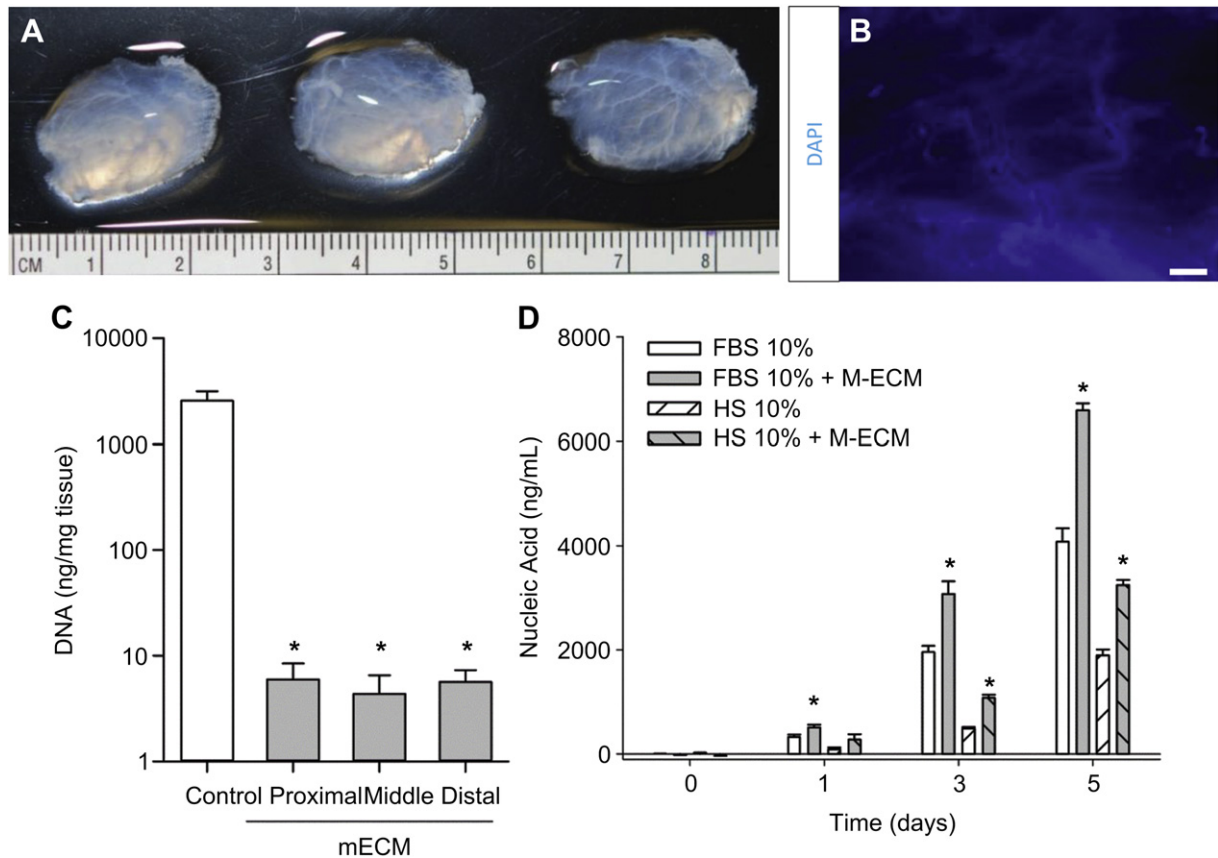 A
CM 1 2 3 4 5 6 7 8
B
DAPI
C
10000
1000
100
10
1
DNA (ng/mg tissue)
* * *
Control Proximal Middle Distal
mECM
D
8000
6000
4000
2000
0
Nucleic Acid (ng/mL)
FBS 10%
FBS 10% + M-ECM
HS 10%
HS 10% + M-ECM
* * * * *
0 1 3 5
Time (days)